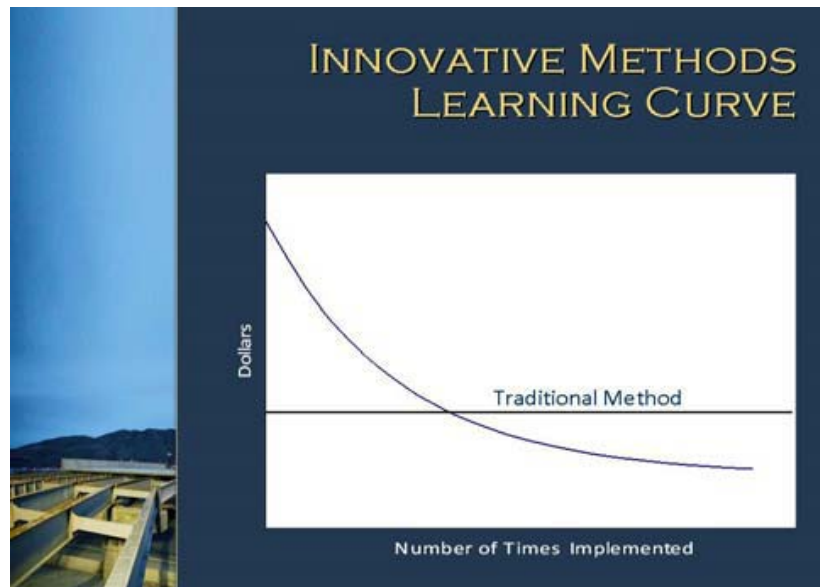 INNOVATIVE METHODS
LEARNING CURVE
Dollars
Traditional Method
Number of Times Implemented